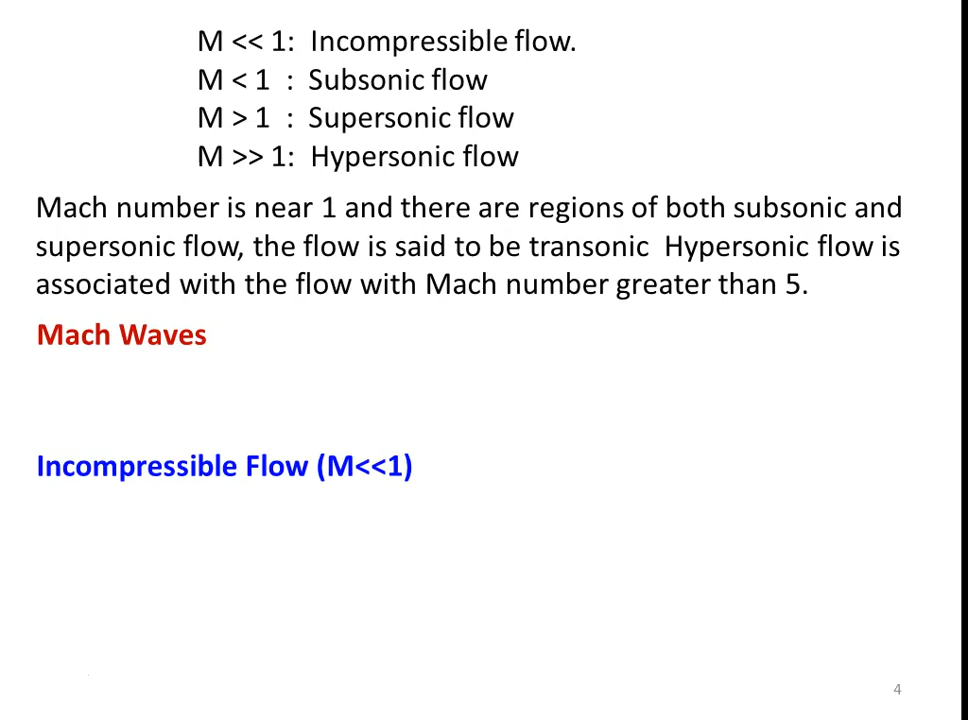 M << 1: Incompressible flow.
M < 1 : Subsonic flow
M > 1 : Supersonic flow
M >> 1: Hypersonic flow
Mach number is near 1 and there are regions of both subsonic and
supersonic flow, the flow is said to be transonic Hypersonic flow is
associated with the flow with Mach number greater than 5.
Mach Waves
Incompressible Flow (M<<1)
4